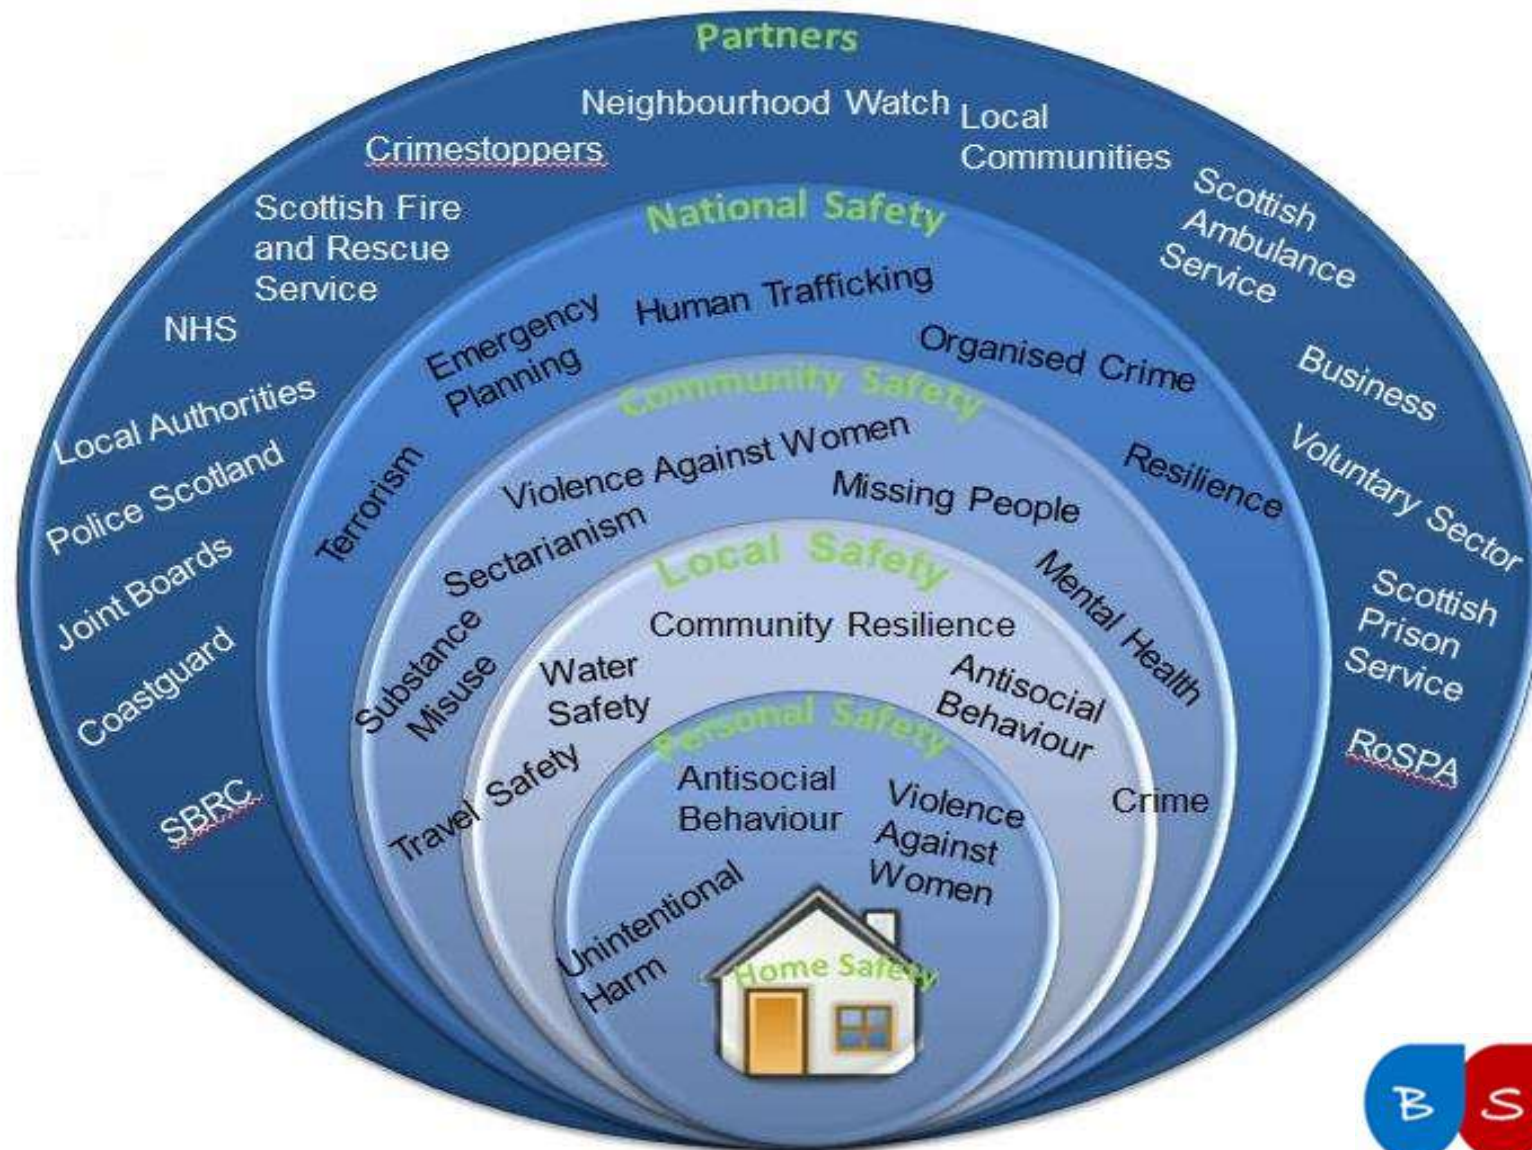 Partners
Neighbourhood Watch
Local
Communities
Crimestoppers
Scottish
Ambulance
Service
Scottish Fire
and Rescue
Service
NHS
Business
Local Authorities
Voluntary Sector
Police Scotland
Joint Boards
Scottish
Prison
Service
Coastguard
RoSPA
SBRC
National Safety
Human Trafficking
Emergency
Planning
Organised Crime
Terrorism
Resilience
Community Safety
Violence Against Women
Missing People
Sectarianism
Mental Health
Substance
Misuse
Crime
Travel Safety
Local Safety
Community Resilience
Water
Safety
Antisocial
Behaviour
Personal Safety
Antisocial
Behaviour
Violence
Against
Women
Unintentional
Harm
Home Safety
B S